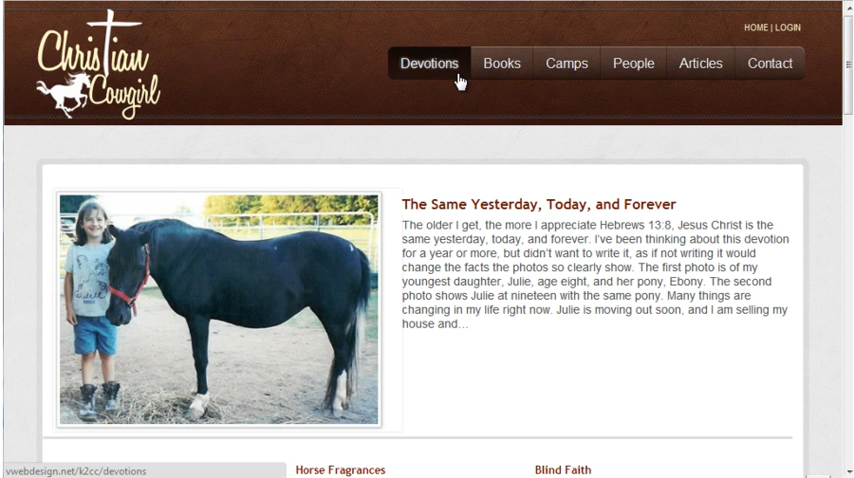 HOME | LOGIN
Christian
Cowgirl
Devotions Books Camps People Articles Contact
The Same Yesterday, Today, and Forever
The older I get, the more I appreciate Hebrews 13:8, Jesus Christ is the
same yesterday, today, and forever. I've been thinking about this devotion
for a year or more, but didn't want to write it, as if not writing it would
change the facts the photos so clearly show. The first photo is of my
youngest daughter, Julie, age eight, and her pony, Ebony. The second
photo shows Julie at nineteen with the same pony. Many things are
changing in my life right now. Julie is moving out soon, and I am selling my
house and...
Horse Fragrances Blind Faith
vwebdesign.net/k2cc/devotions